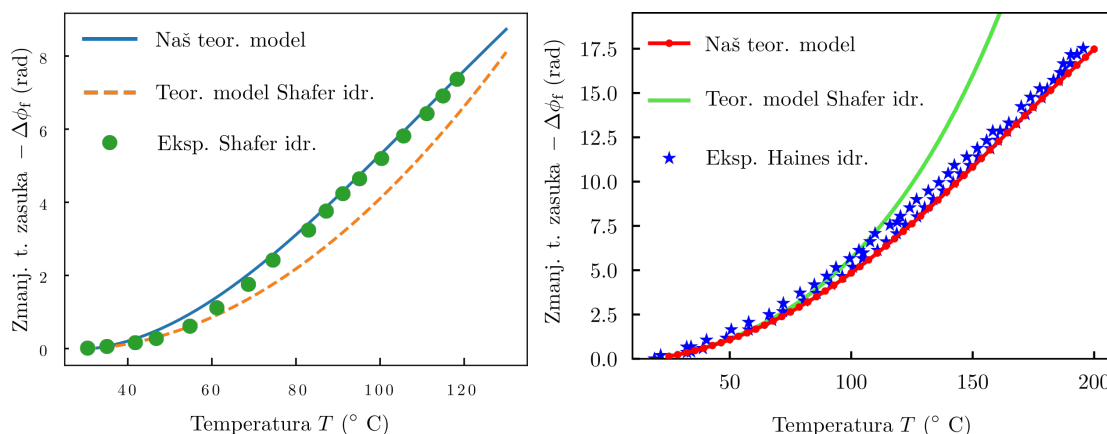 Zmanj. t. zasuka − Δϕf (rad)
8
6
4
2
0
40
60
80
100
120
Temperatura T (° C)
Naš teor. model
Teor. model Shafer idr.
Eksp. Shafer idr.
Zmanj. t. zasuka − Δϕf (rad)
17.5
15.0
12.5
10.0
7.5
5.0
2.5
0.0
50
100
150
200
Temperatura T (° C)
Naš teor. model
Teor. model Shafer idr.
Eksp. Haines idr.